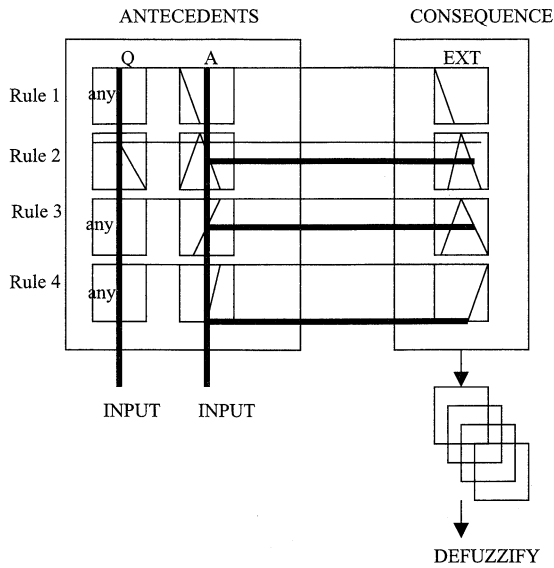 ANTECEDENTS CONSEQUENCE
Q A EXT
Rule 1 any
Rule 2
Rule 3 any
Rule 4 any
INPUT INPUT
DEFUZZIFY